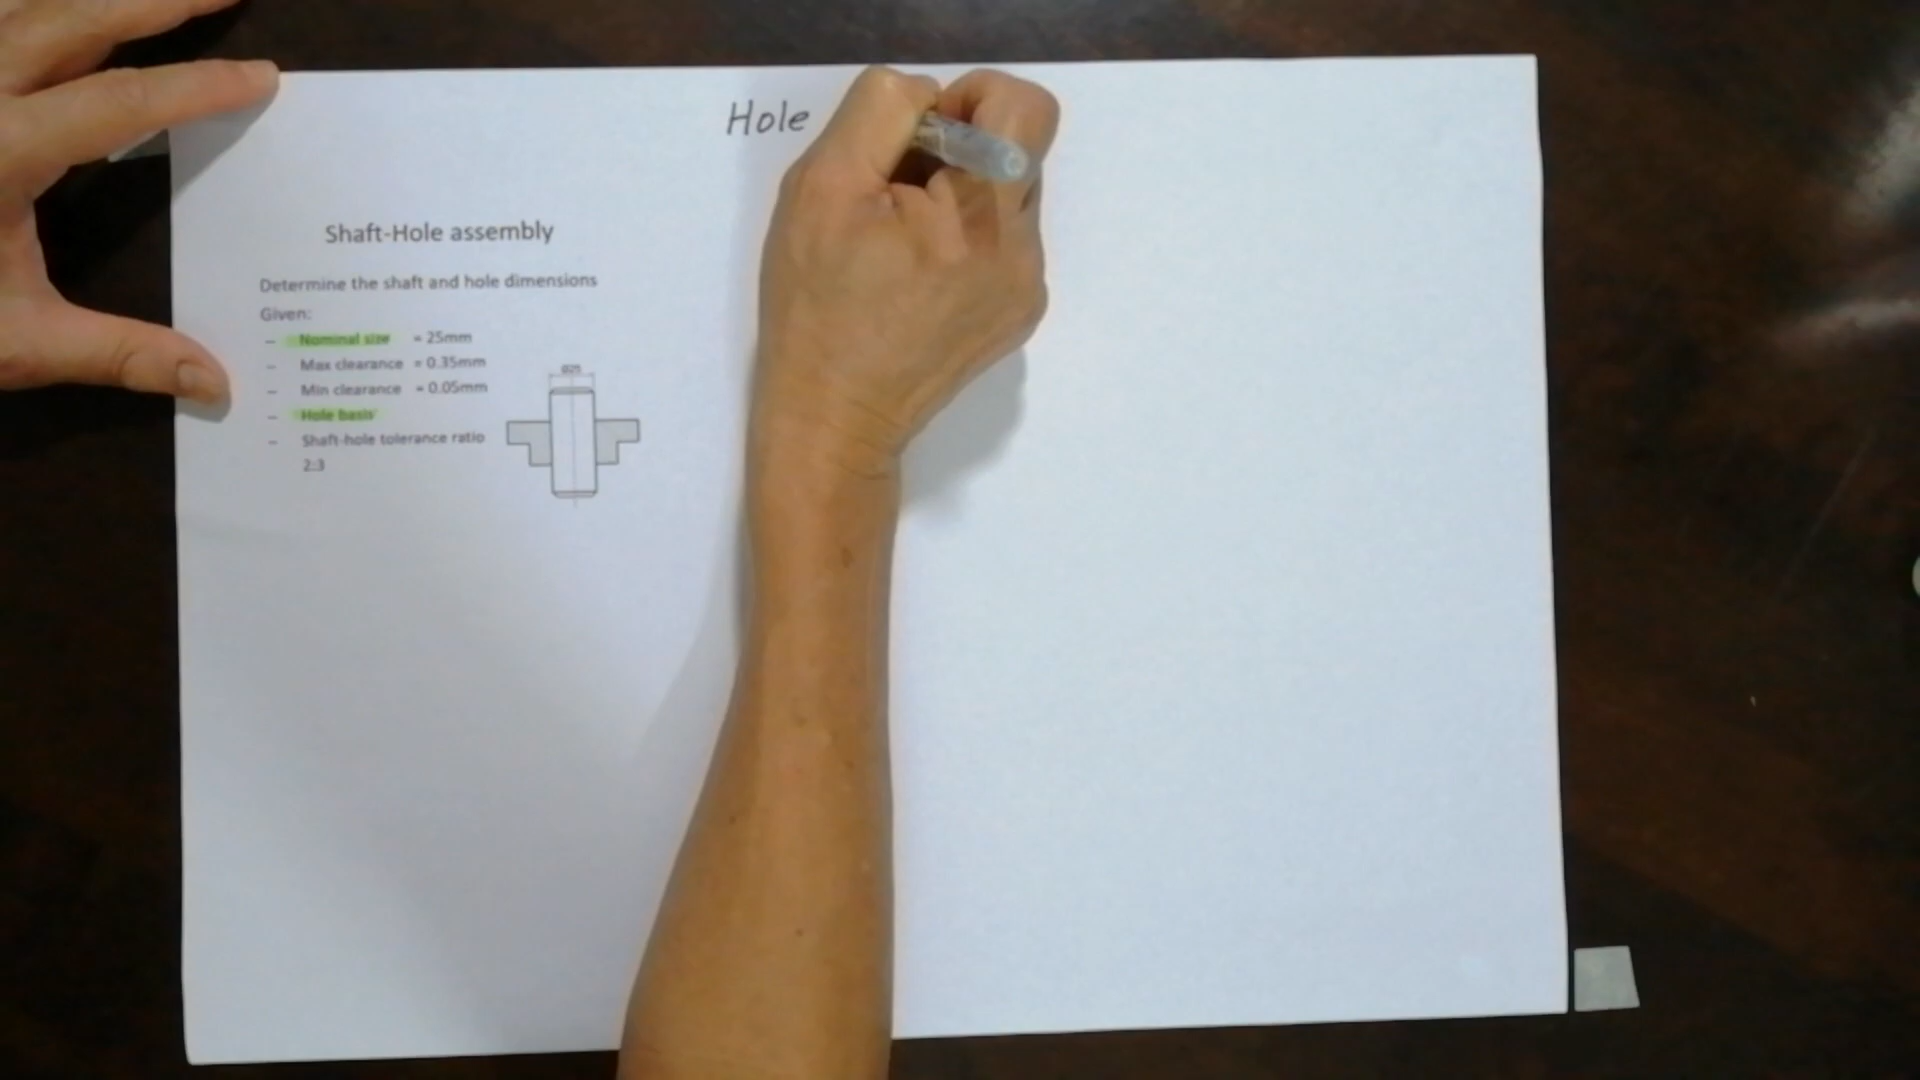 Hole
Shaft-Hole assembly
Determine the shaft and hole dimensions
Given:
– Nominal size = 25mm
– Max clearance = 0.35mm
– Min clearance = 0.05mm
– Hole basis
– Shaft-hole tolerance ratio
2:3
Ø25